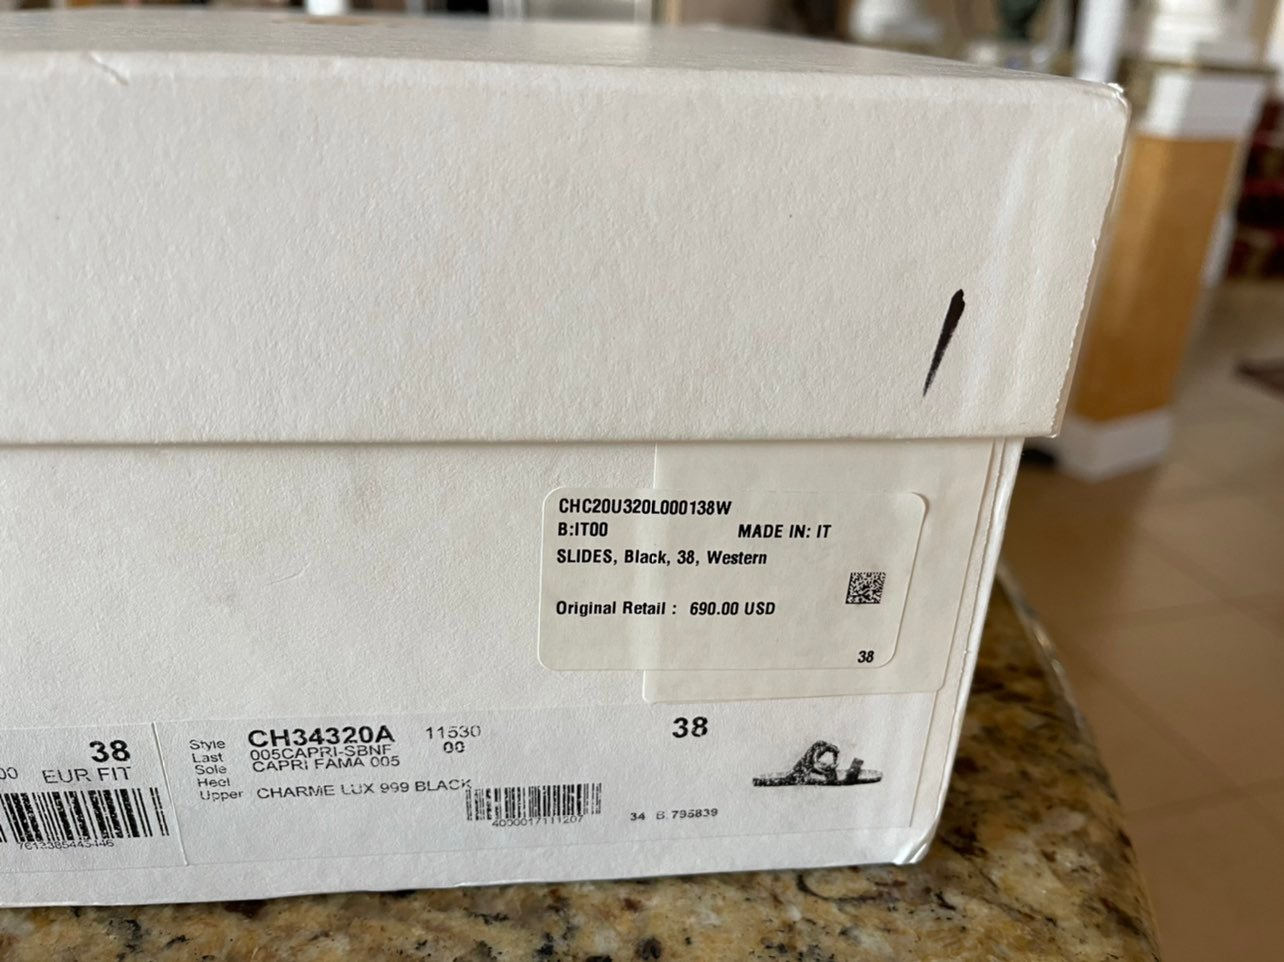 CHC20U320L000138W
B:IT00 MADE IN: IT
SLIDES, Black, 38, Western
Original Retail : 690.00 USD
38
38
00 EUR FIT
7613385443446
Style CH34320A 11530 38
Last 005CAPRI-SBNF 00
Sole CAPRI FAMA 005
Heel
Upper CHARME LUX 999 BLACK
4000017111207
34 B. 795839